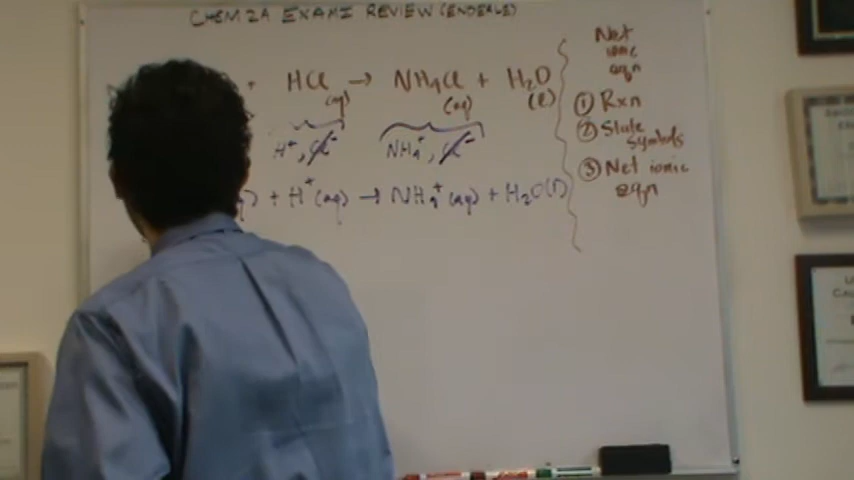 CHEM 2A EXAM I REVIEW (ENDERLE)
+ HCl → NH4Cl + H2O
(aq) (aq) (l)
H+, Cl- NH4+, Cl-
+ H+ (aq) → NH4+ (aq) + H2O(l)
Net
ionic
eqn
① Rxn
② State
symbols
③ Net ionic
eqn